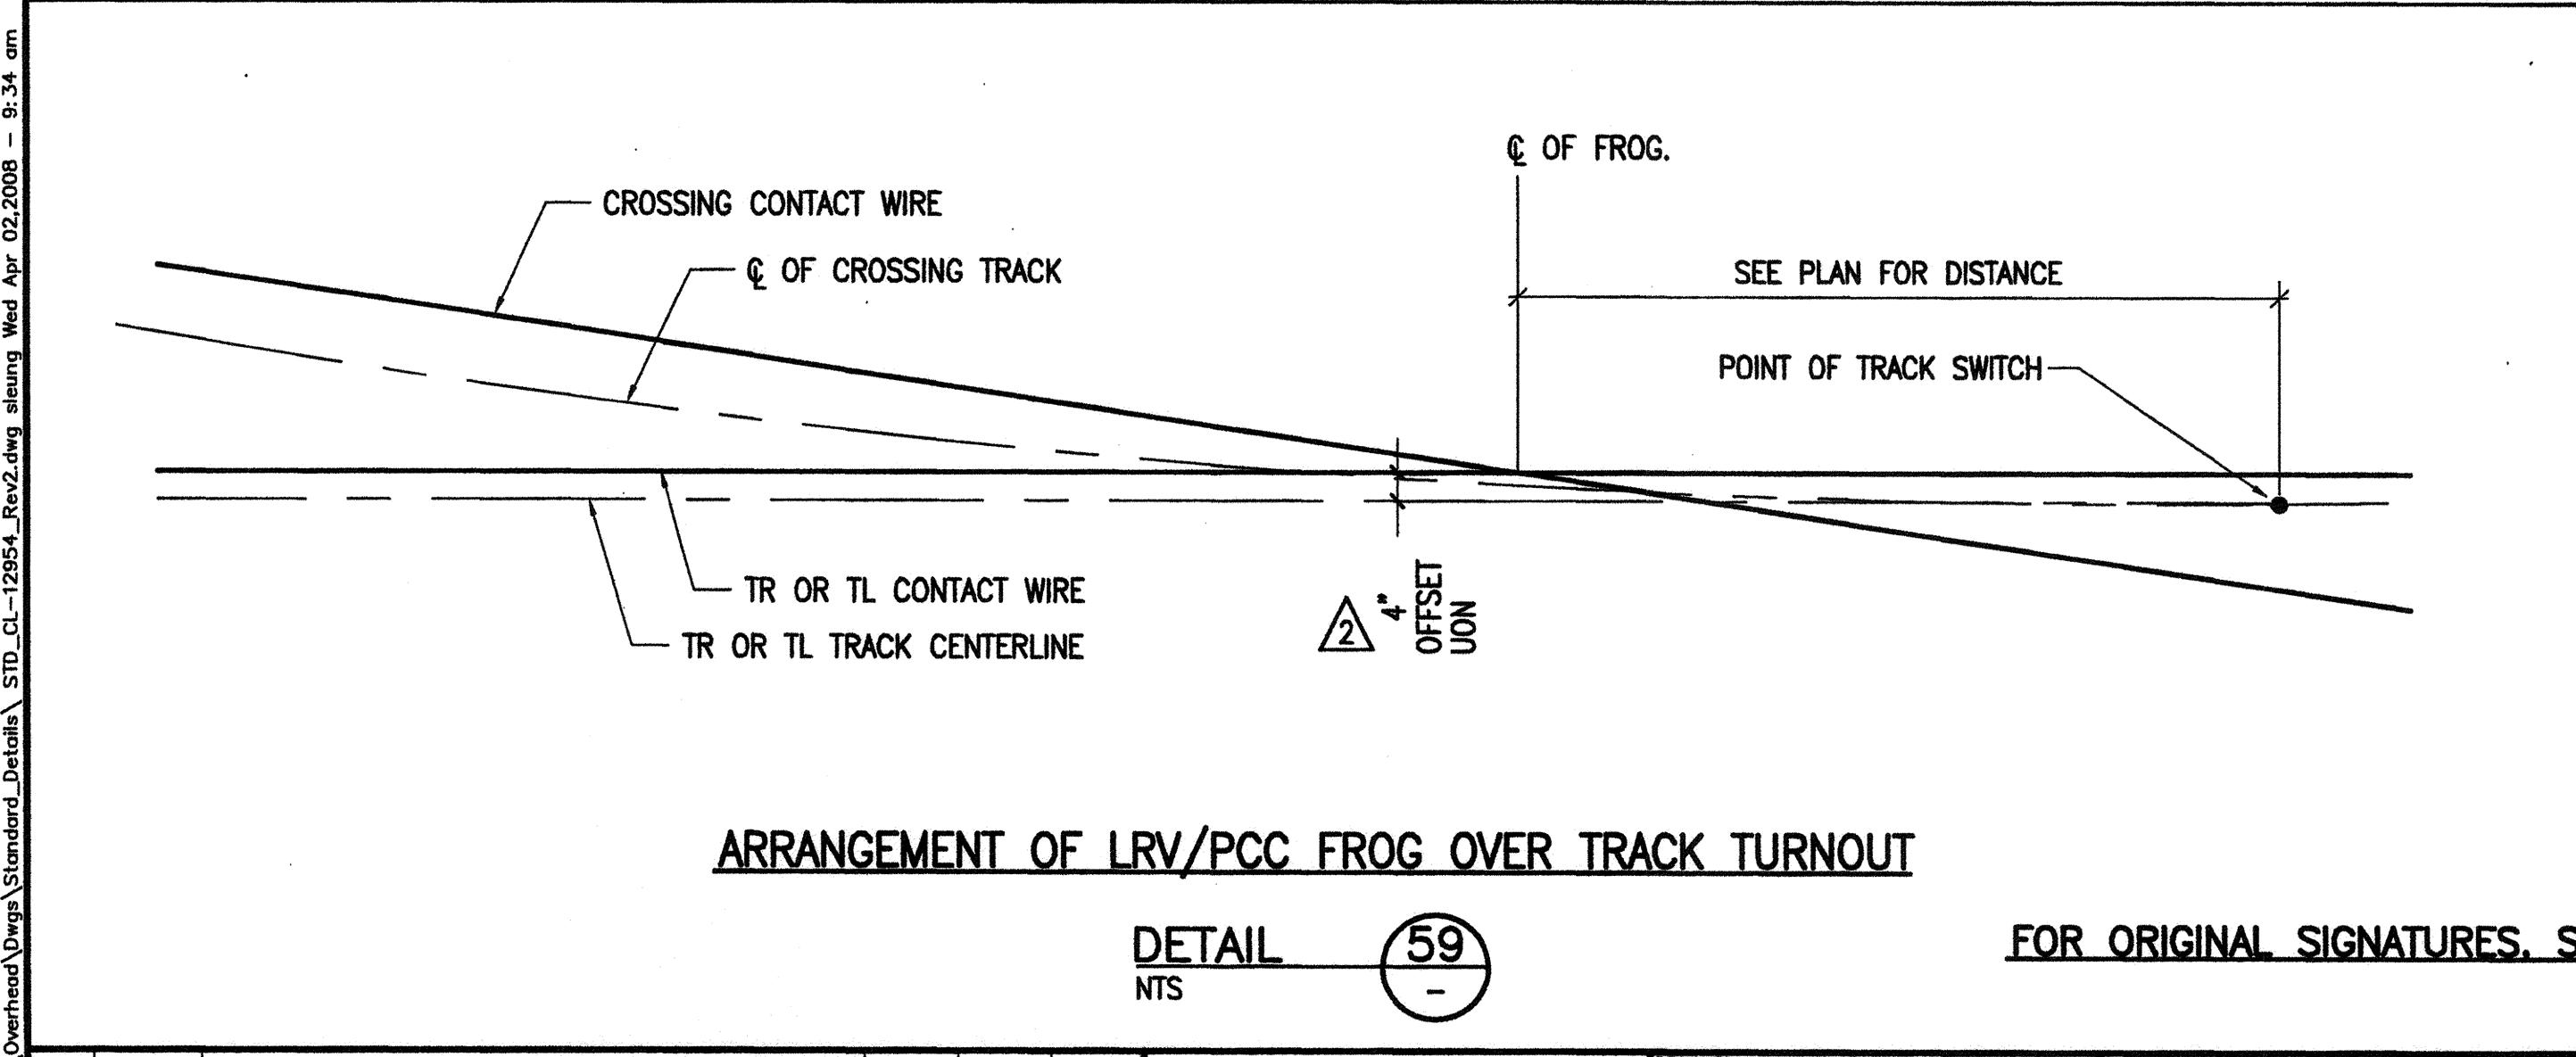 Overhead\Dwgs\Standard_Details\ STD_CL-12954_Rev2.dwg sleung Wed Apr 02,2008 - 9:34 am
℄ OF FROG.
CROSSING CONTACT WIRE
℄ OF CROSSING TRACK
SEE PLAN FOR DISTANCE
POINT OF TRACK SWITCH
TR OR TL CONTACT WIRE
TR OR TL TRACK CENTERLINE
2
4"
OFFSET
UON
ARRANGEMENT OF LRV/PCC FROG OVER TRACK TURNOUT
DETAIL 59
NTS -
FOR ORIGINAL SIGNATURES. S